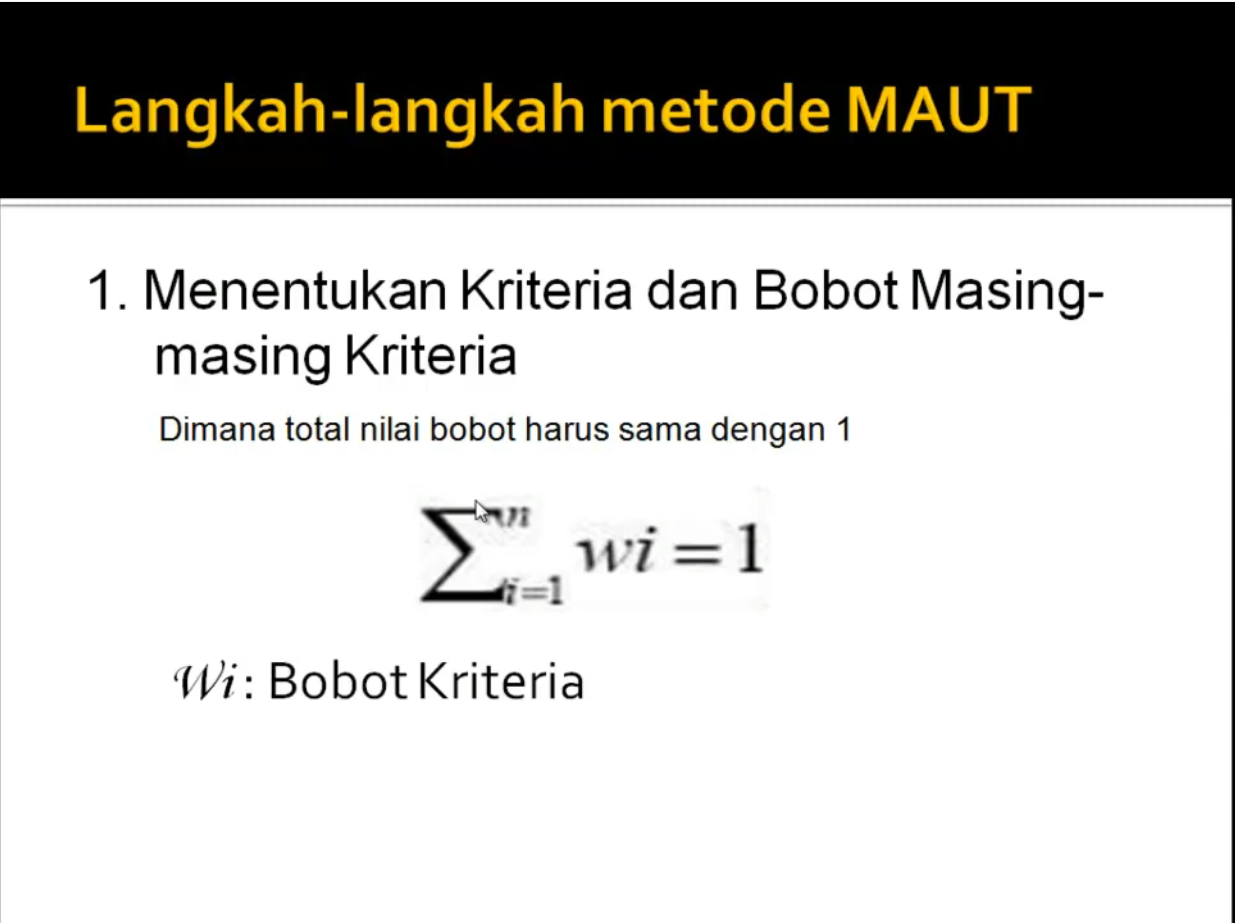 Langkah-langkah metode MAUT
1. Menentukan Kriteria dan Bobot Masing-
masing Kriteria
Dimana total nilai bobot harus sama dengan 1
∑ⁿᵢ₌₁ wi = 1
Wi : Bobot Kriteria